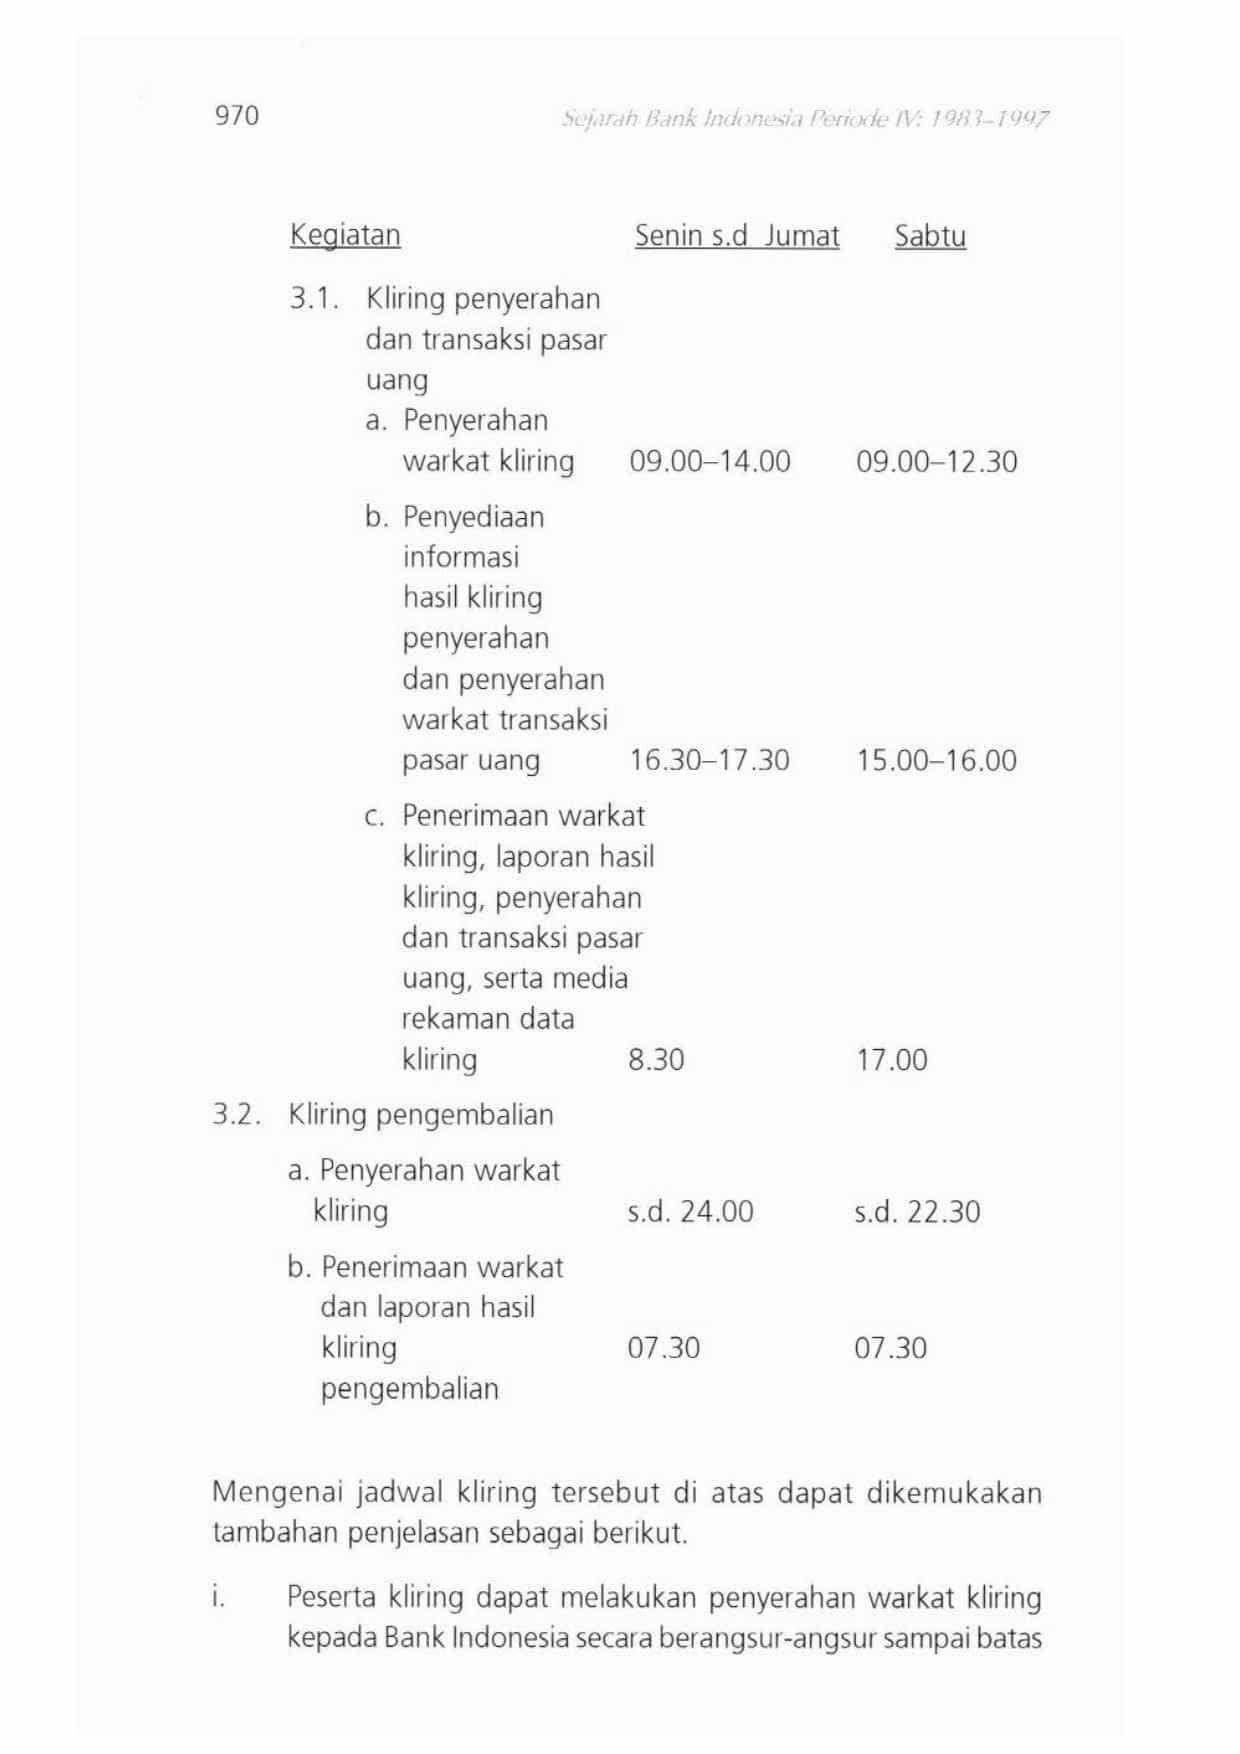 970 Sejarah Bank Indonesia Periode IV: 1983–1997
Kegiatan Senin s.d Jumat Sabtu
3.1. Kliring penyerahan
dan transaksi pasar
uang
a. Penyerahan
warkat kliring 09.00–14.00 09.00–12.30
b. Penyediaan
informasi
hasil kliring
penyerahan
dan penyerahan
warkat transaksi
pasar uang 16.30–17.30 15.00–16.00
c. Penerimaan warkat
kliring, laporan hasil
kliring, penyerahan
dan transaksi pasar
uang, serta media
rekaman data
kliring 8.30 17.00
3.2. Kliring pengembalian
a. Penyerahan warkat
kliring s.d. 24.00 s.d. 22.30
b. Penerimaan warkat
dan laporan hasil
kliring 07.30 07.30
pengembalian
Mengenai jadwal kliring tersebut di atas dapat dikemukakan
tambahan penjelasan sebagai berikut.
i. Peserta kliring dapat melakukan penyerahan warkat kliring
kepada Bank Indonesia secara berangsur-angsur sampai batas